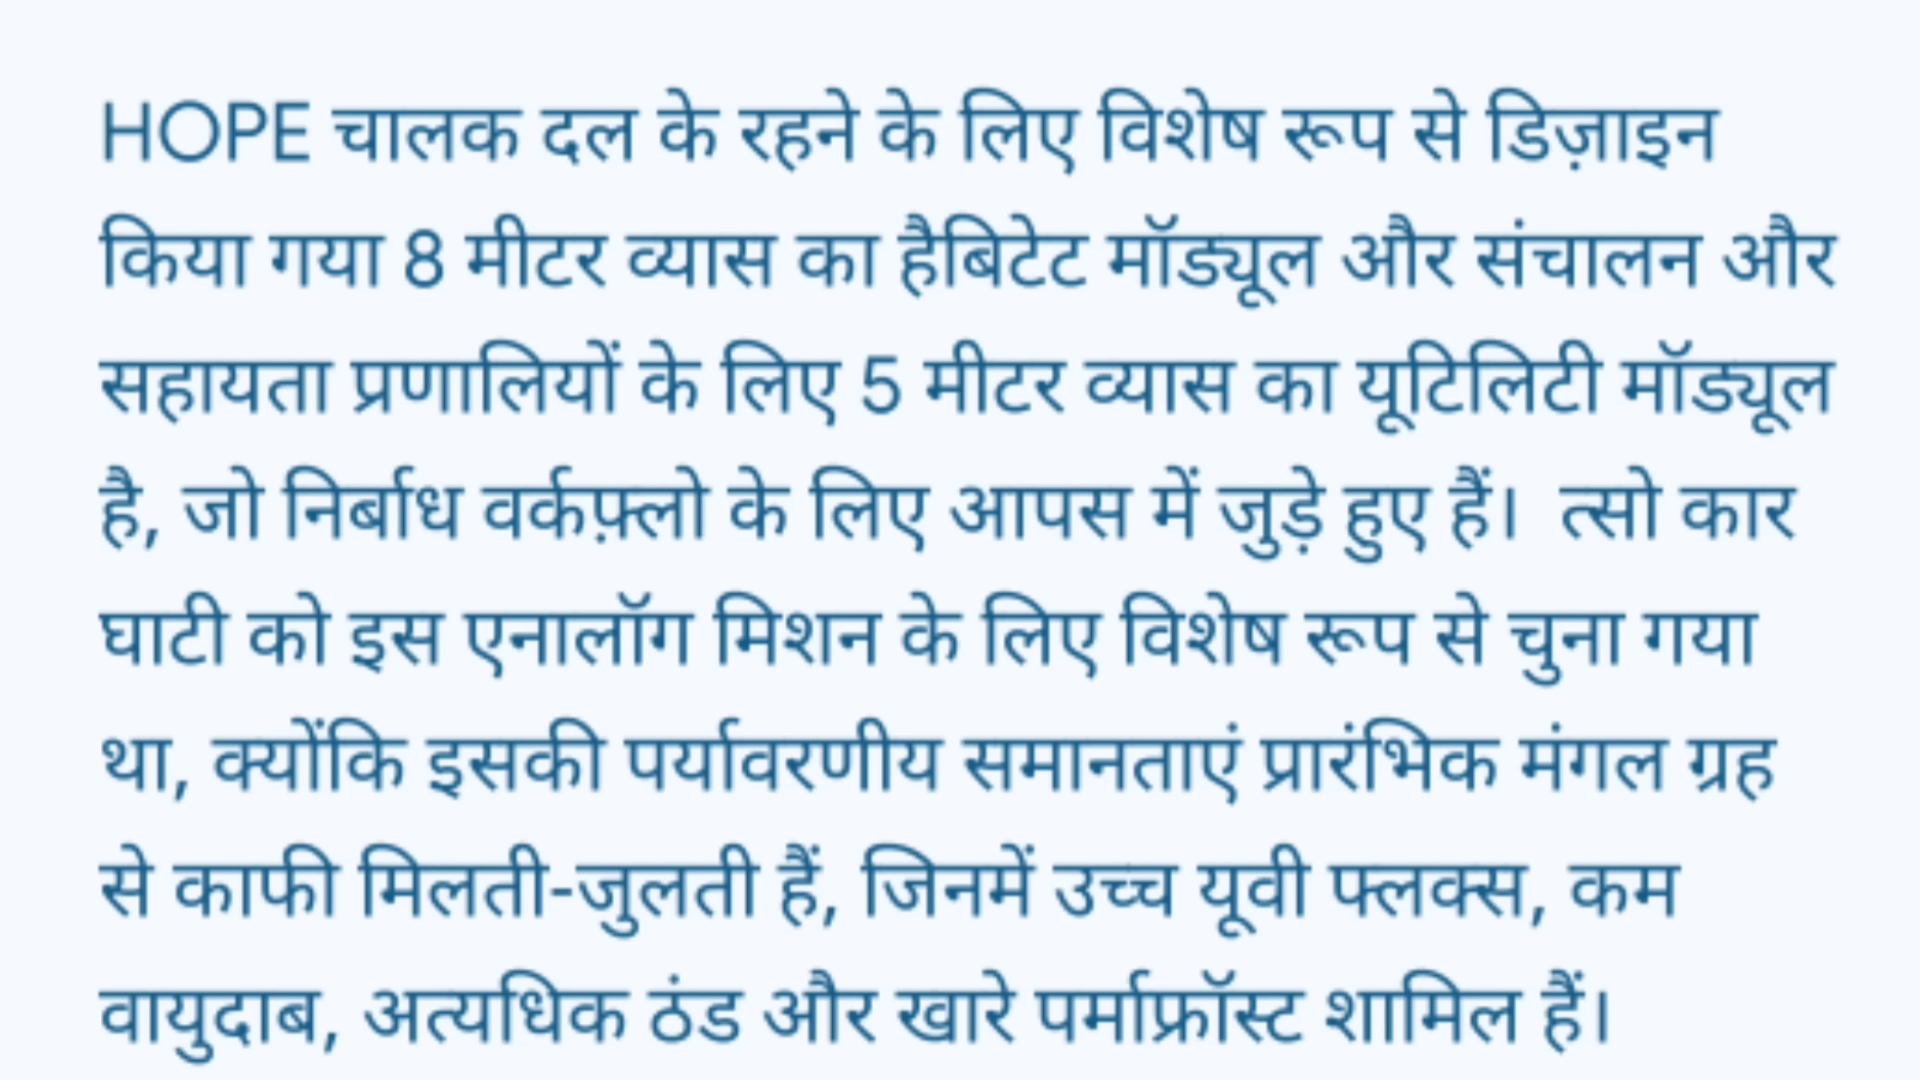 HOPE चालक दल के रहने के लिए विशेष रूप से डिज़ाइन
किया गया 8 मीटर व्यास का हैबिटेट मॉड्यूल और संचालन और
सहायता प्रणालियों के लिए 5 मीटर व्यास का यूटिलिटी मॉड्यूल
है, जो निर्बाध वर्कफ़्लो के लिए आपस में जुड़े हुए हैं।  त्सो कार
घाटी को इस एनालॉग मिशन के लिए विशेष रूप से चुना गया
था, क्योंकि इसकी पर्यावरणीय समानताएं प्रारंभिक मंगल ग्रह
से काफी मिलती-जुलती हैं, जिनमें उच्च यूवी फ्लक्स, कम
वायुदाब, अत्यधिक ठंड और खारे पर्माफ्रॉस्ट शामिल हैं।